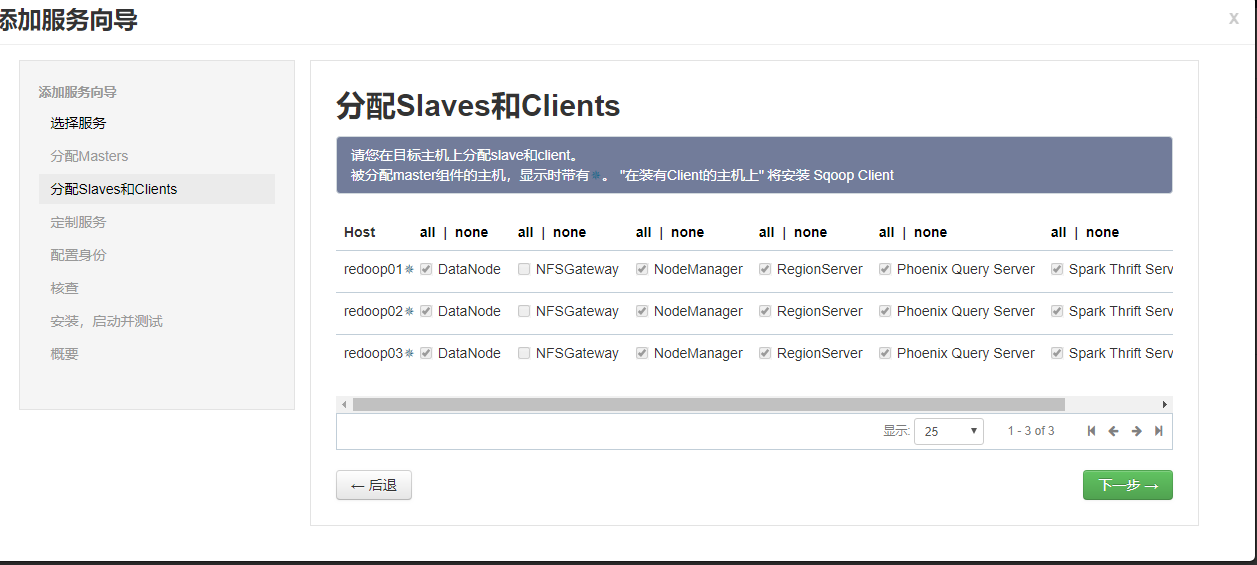 添加服务向导
x
添加服务向导
选择服务
分配Masters
分配Slaves和Clients
定制服务
配置身份
核查
安装，启动并测试
概要
分配Slaves和Clients
请您在目标主机上分配slave和client。
被分配master组件的主机，显示时带有✵。 "在装有Client的主机上" 将安装 Sqoop Client
Host all | none all | none all | none all | none all | none all | none
redoop01✵ DataNode NFSGateway NodeManager RegionServer Phoenix Query Server Spark Thrift Serv
redoop02✵ DataNode NFSGateway NodeManager RegionServer Phoenix Query Server Spark Thrift Serv
redoop03✵ DataNode NFSGateway NodeManager RegionServer Phoenix Query Server Spark Thrift Serv
显示: 25 1 - 3 of 3
← 后退
下一步 →